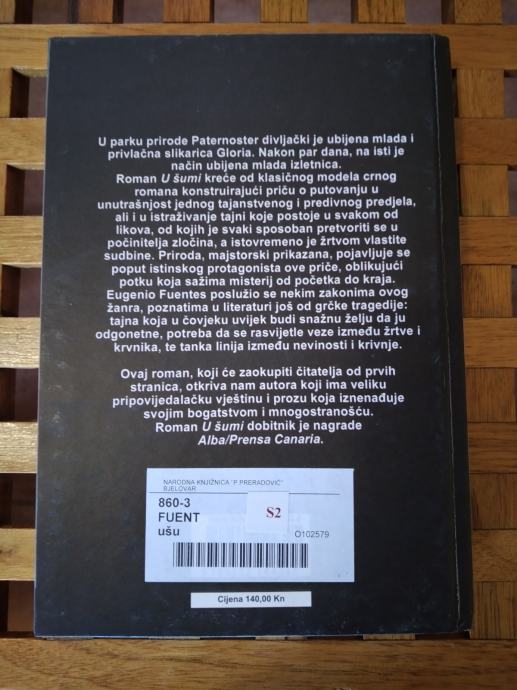 U parku prirode Paternoster divljački je ubijena mlada i
privlačna slikarica Gloria. Nakon par dana, na isti je
način ubijena mlada izletnica.
Roman U šumi kreće od klasičnog modela crnog
romana konstruirajući priču o putovanju u
unutrašnjost jednog tajanstvenog i predivnog predjela,
ali i u istraživanje tajni koje postoje u svakom od
likova, od kojih je svaki sposoban pretvoriti se u
počinitelja zločina, a istovremeno je žrtvom vlastite
sudbine. Priroda, majstorski prikazana, pojavljuje se
poput istinskog protagonista ove priče, oblikujući
potku koja sažima misterij od početka do kraja.
Eugenio Fuentes poslužio se nekim zakonima ovog
žanra, poznatima u literaturi još od grčke tragedije:
tajna koja u čovjeku uvijek budi snažnu želju da ju
odgonetne, potreba da se rasvijetle veze između žrtve i
krvnika, te tanka linija između nevinosti i krivnje.
Ovaj roman, koji će zaokupiti čitatelja od prvih
stranica, otkriva nam autora koji ima veliku
pripovijedalačku vještinu i prozu koja iznenađuje
svojim bogatstvom i mnogostranošću.
Roman U šumi dobitnik je nagrade
Alba/Prensa Canaria.
NARODNA KNJIŽNICA "P.PRERADOVIĆ"
BJELOVAR
860-3
FUENT
ušu
S2
O102579
Cijena 140,00 Kn